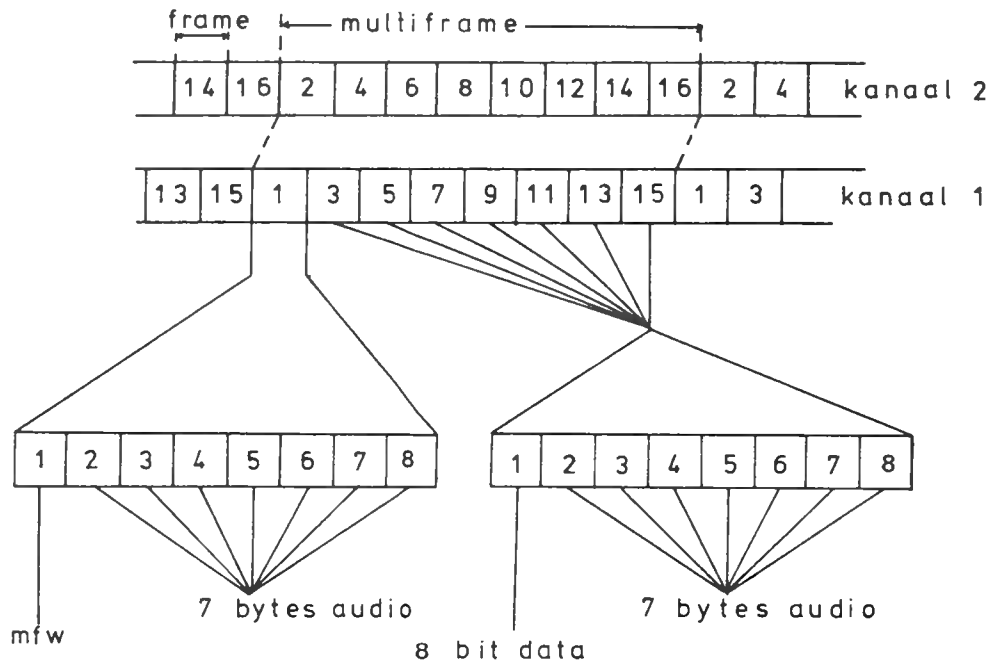 frame multiframe
14 16 2 4 6 8 10 12 14 16 2 4 kanaal 2
13 15 1 3 5 7 9 11 13 15 1 3 kanaal 1
1 2 3 4 5 6 7 8 1 2 3 4 5 6 7 8
7 bytes audio 7 bytes audio
mfw
8 bit data